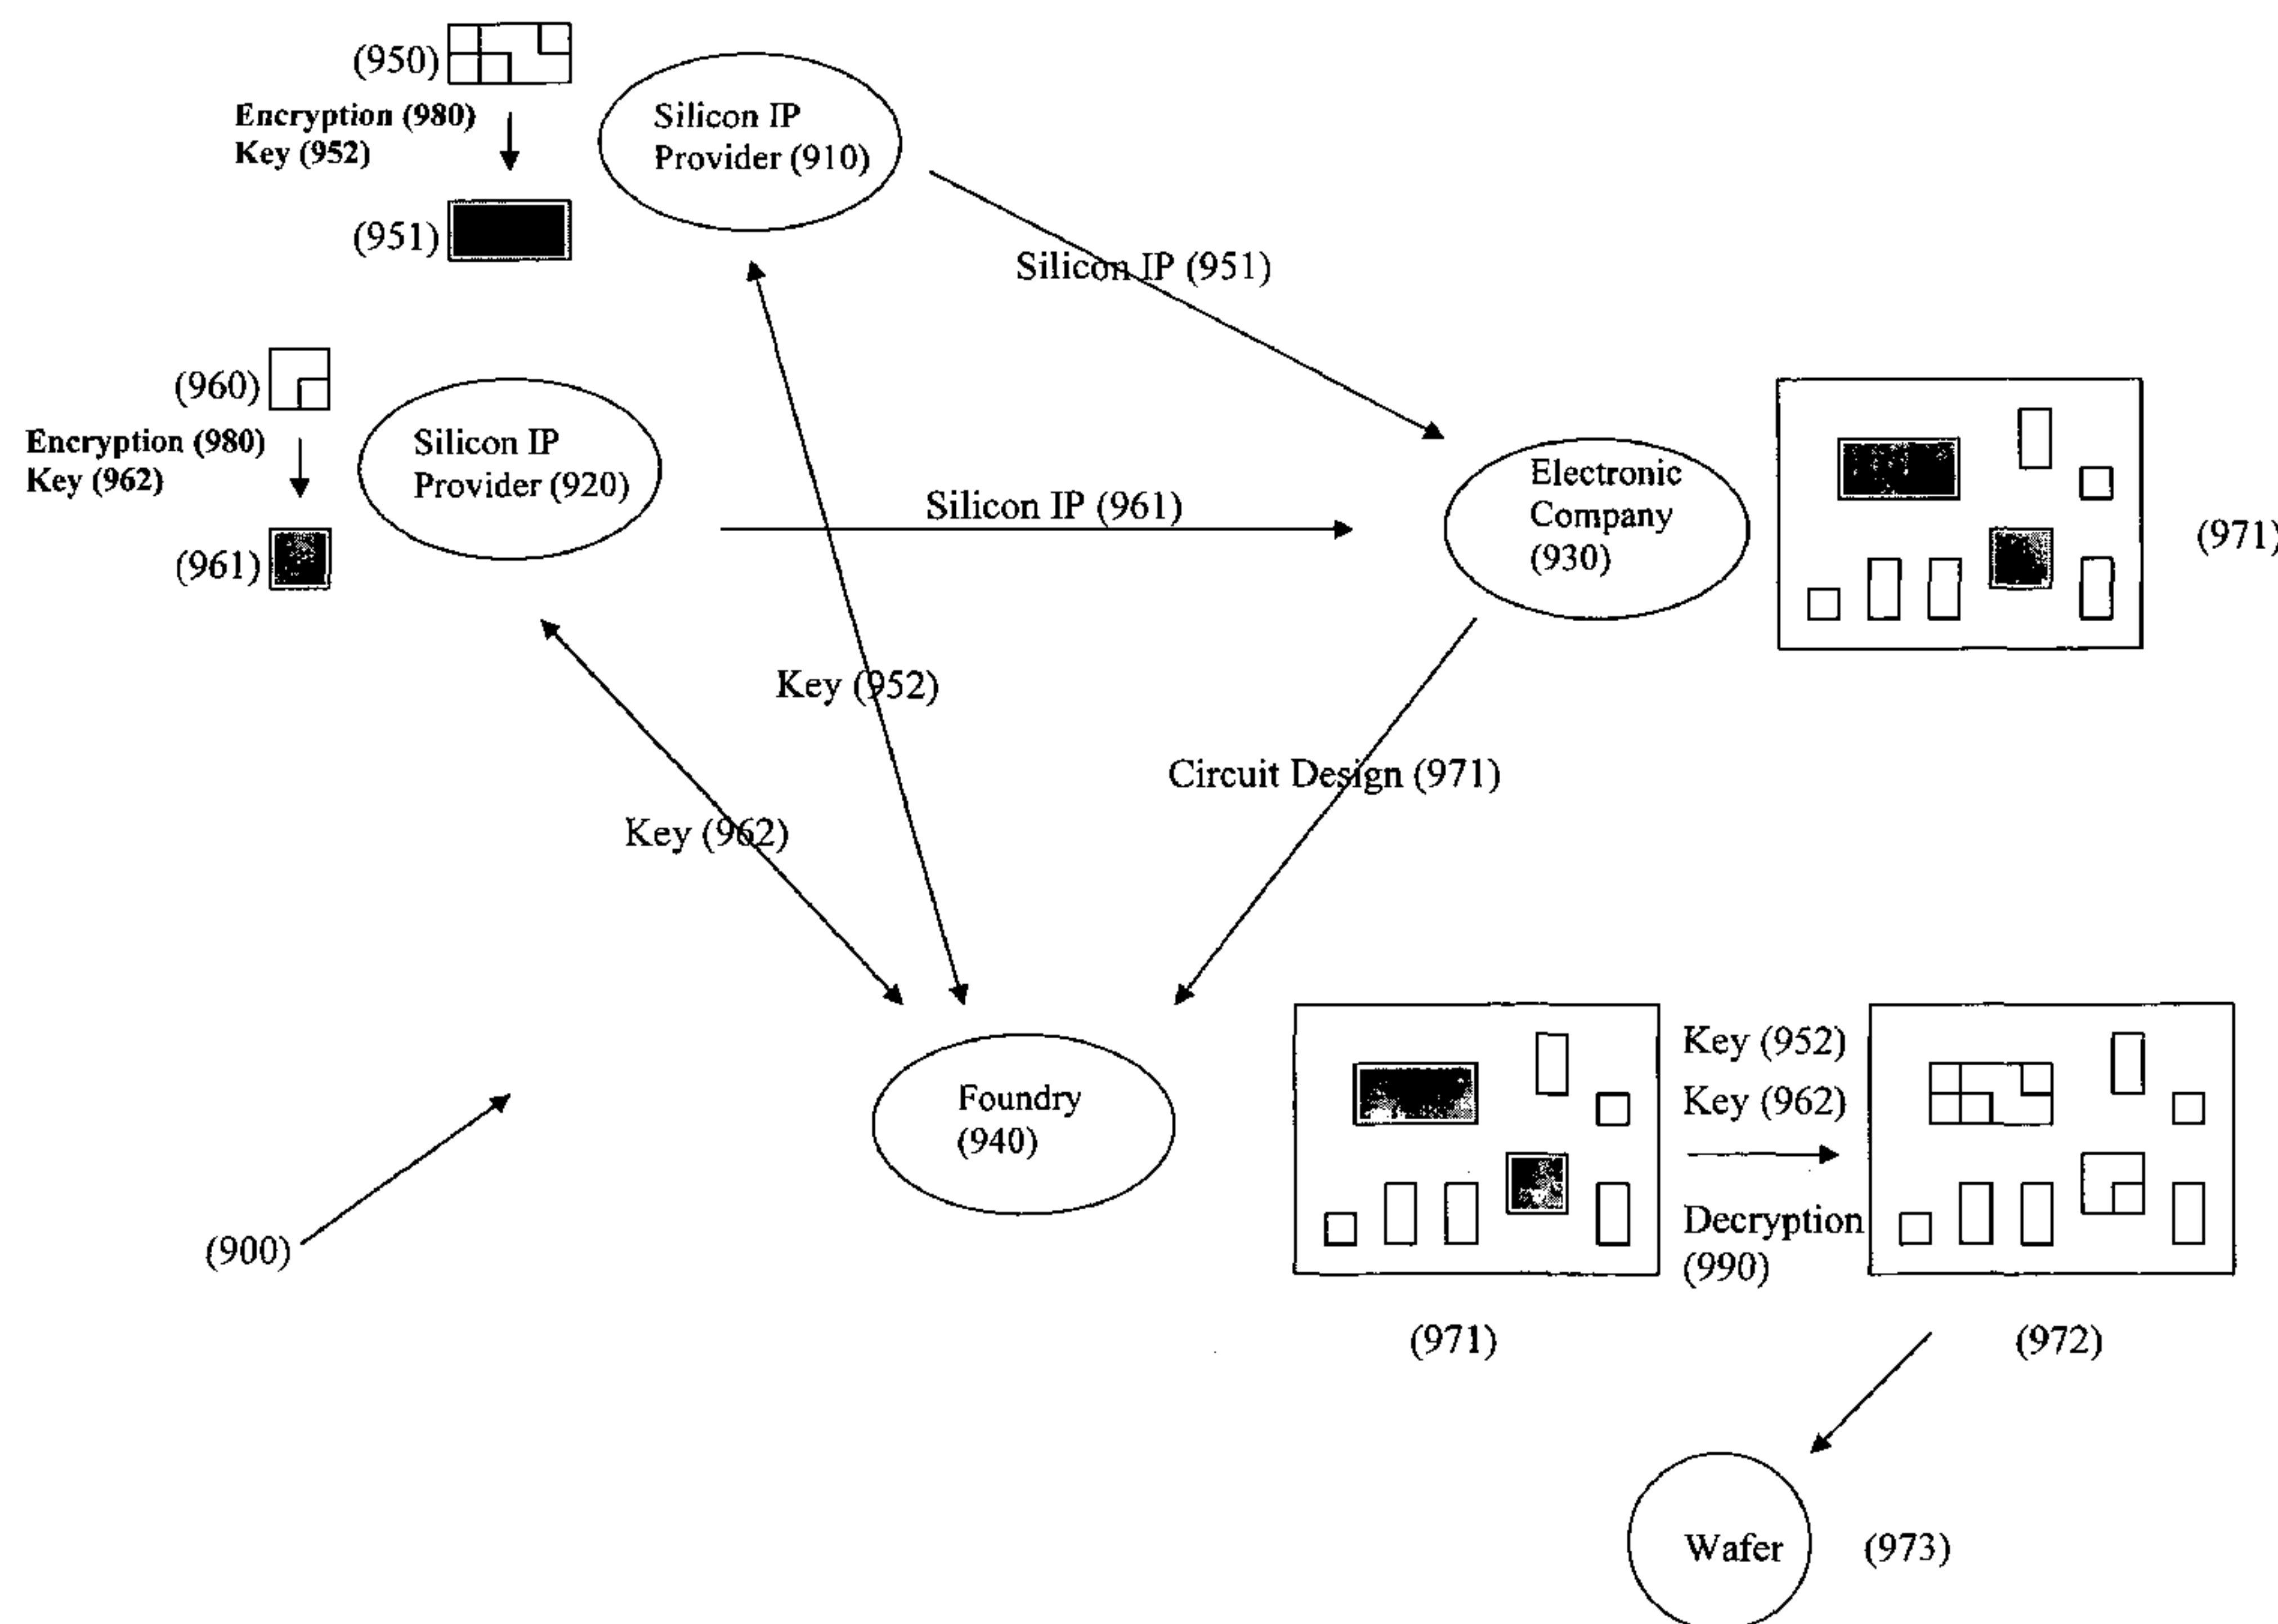 (950)
Encryption (980)
Key (952)
(951)
Silicon IP
Provider (910)
Silicon IP (951)
(960)
Encryption (980)
Key (962)
(961)
Silicon IP
Provider (920)
Silicon IP (961)
Electronic
Company
(930)
(971)
Key (952)
Key (962)
Circuit Design (971)
Foundry
(940)
(900)
Key (952)
Key (962)
Decryption
(990)
(971)
(972)
Wafer
(973)